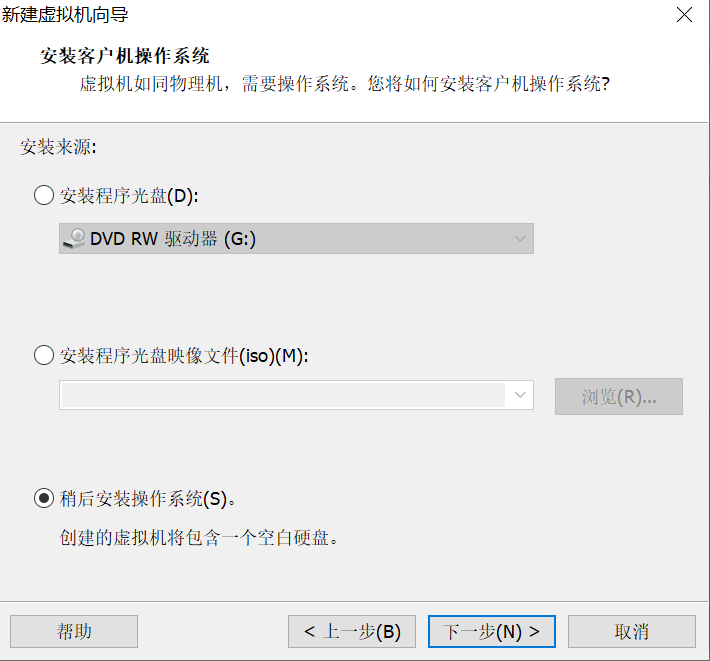 新建虚拟机向导
安装客户机操作系统
虚拟机如同物理机，需要操作系统。您将如何安装客户机操作系统?
安装来源:
安装程序光盘(D):
DVD RW 驱动器 (G:)
安装程序光盘映像文件(iso)(M):
浏览(R)...
稍后安装操作系统(S)。
创建的虚拟机将包含一个空白硬盘。
帮助
< 上一步(B)
下一步(N) >
取消